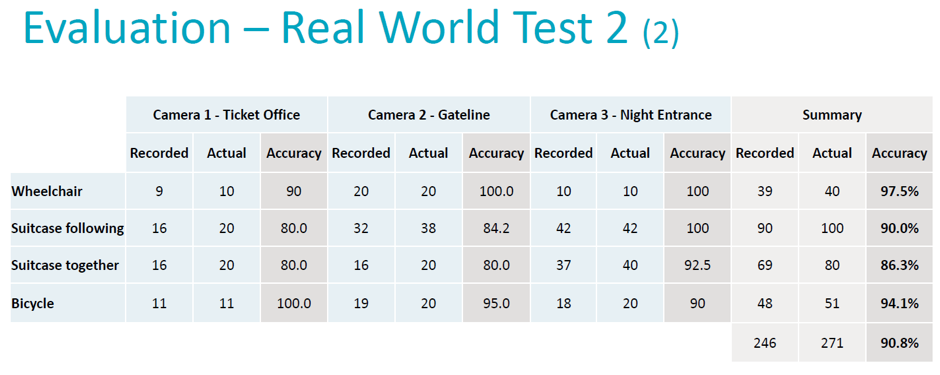 Evaluation – Real World Test 2 (2)
Camera 1 - Ticket Office Camera 2 - Gateline Camera 3 - Night Entrance Summary
Recorded Actual Accuracy Recorded Actual Accuracy Recorded Actual Accuracy Recorded Actual Accuracy
Wheelchair 9 10 90 20 20 100.0 10 10 100 39 40 97.5%
Suitcase following 16 20 80.0 32 38 84.2 42 42 100 90 100 90.0%
Suitcase together 16 20 80.0 16 20 80.0 37 40 92.5 69 80 86.3%
Bicycle 11 11 100.0 19 20 95.0 18 20 90 48 51 94.1%
246 271 90.8%